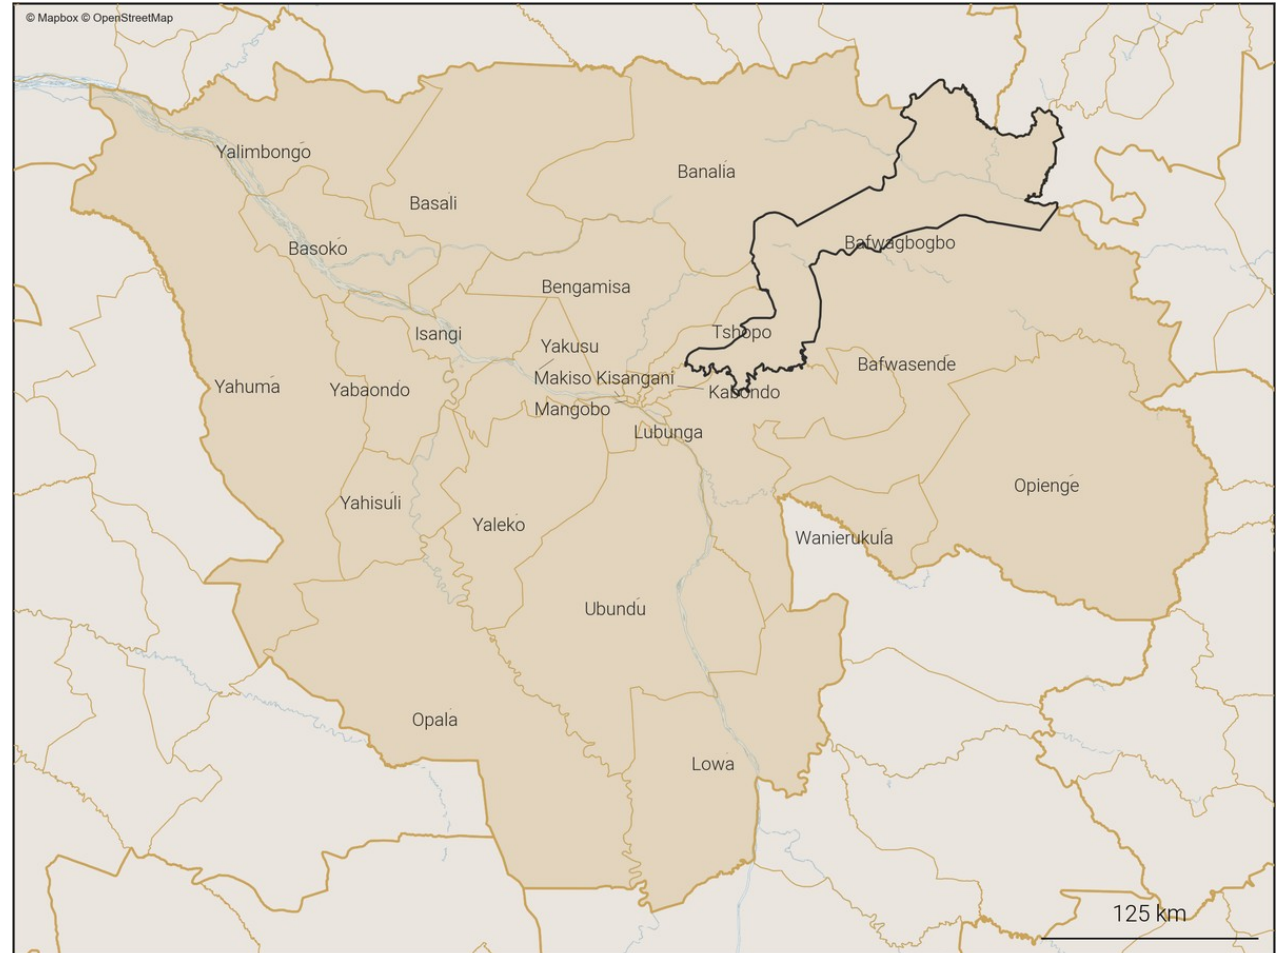 © Mapbox © OpenStreetMap
Yalimbongo
Banalia
Basali
Basoko
Bafwagbogbo
Bengamisa
Isangi
Yakusu
Tshopo
Bafwasende
Yahuma
Yabaondo
Makiso Kisangani
Kabondo
Mangobo
Lubunga
Yahisuli
Yaleko
Opienge
Wanierukula
Ubundu
Opala
Lowa
125 km